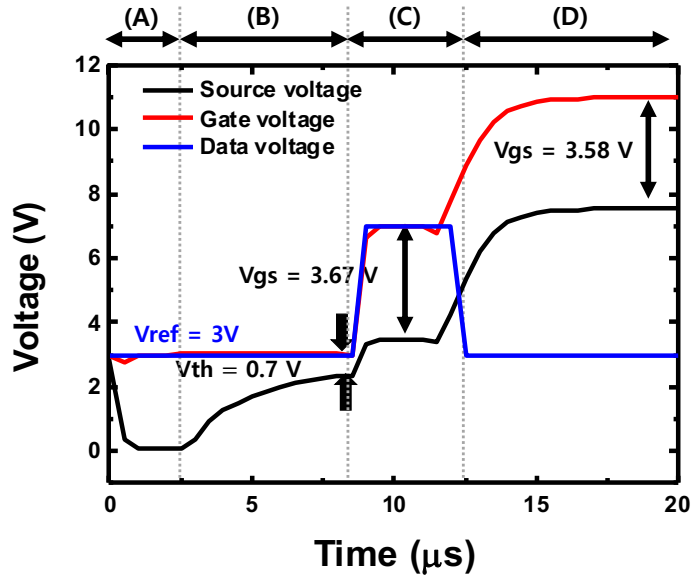 (A) (B) (C) (D)
12
10
8
6
4
2
0
Voltage (V)
Source voltage
Gate voltage
Data voltage
Vgs = 3.58 V
Vgs = 3.67 V
Vref = 3V
Vth = 0.7 V
0 5 10 15 20
Time (μs)